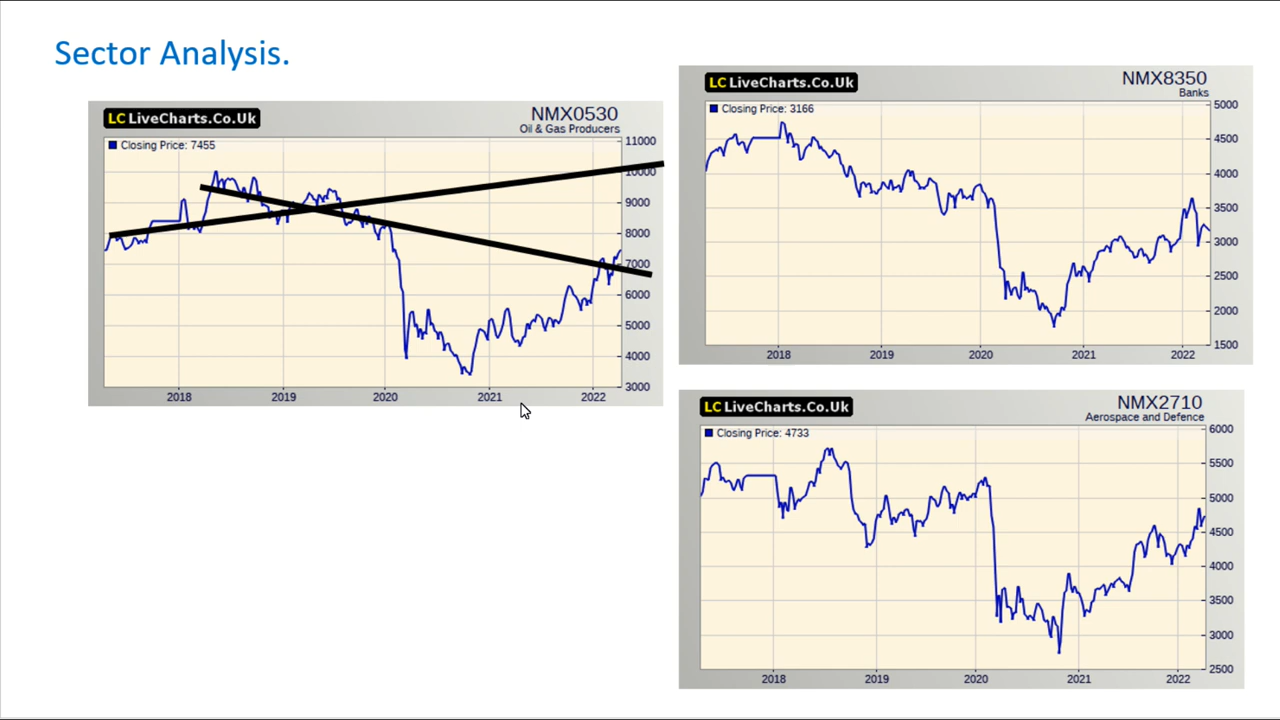 Sector Analysis.
LC LiveCharts.Co.Uk
NMX0530
Oil & Gas Producers
Closing Price: 7455
11000
10000
9000
8000
7000
6000
5000
4000
3000
2018 2019 2020 2021 2022
LC LiveCharts.Co.Uk
NMX8350
Banks
Closing Price: 3166
5000
4500
4000
3500
3000
2500
2000
1500
2018 2019 2020 2021 2022
LC LiveCharts.Co.Uk
NMX2710
Aerospace and Defence
Closing Price: 4733
6000
5500
5000
4500
4000
3500
3000
2500
2018 2019 2020 2021 2022